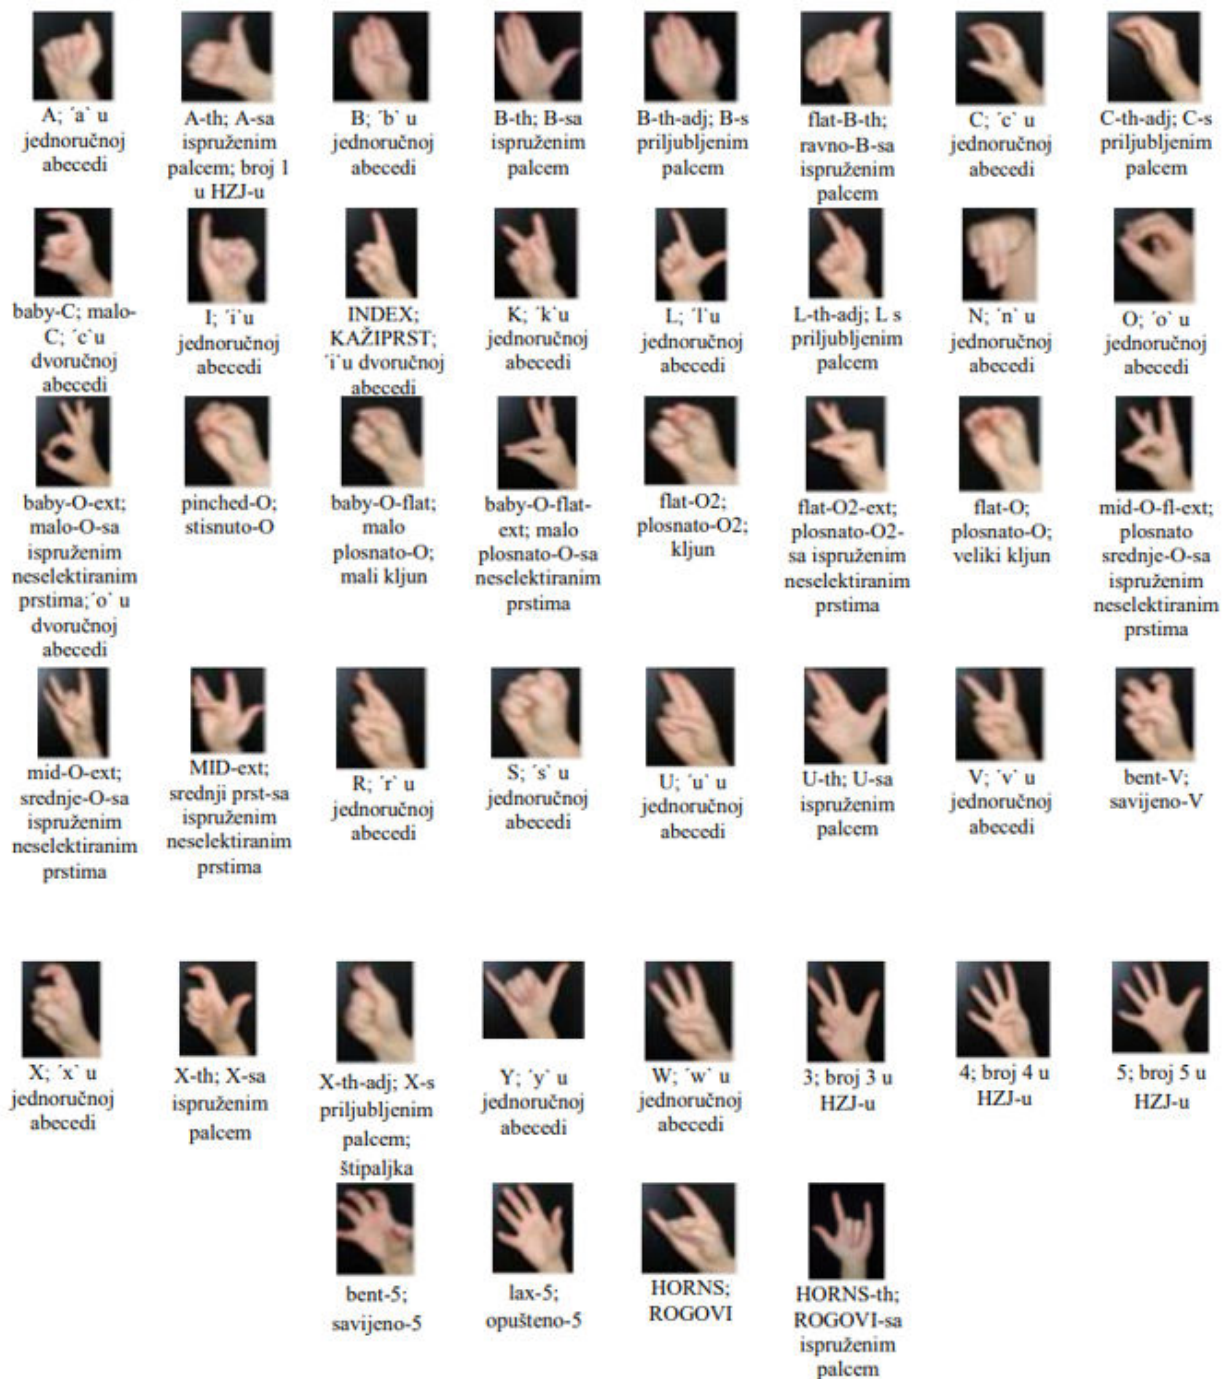 A; ´a` u
jednoručnoj
abecedi
A-th; A-sa
ispruženim
palcem; broj 1
u HZJ-u
B; ´b` u
jednoručnoj
abecedi
B-th; B-sa
ispruženim
palcem
B-th-adj; B-s
priljubljenim
palcem
flat-B-th;
ravno-B-sa
ispruženim
palcem
C; ´c` u
jednoručnoj
abecedi
C-th-adj; C-s
priljubljenim
palcem
baby-C; malo-
C; ´c`u
dvoručnoj
abecedi
I; ´i`u
jednoručnoj
abecedi
INDEX;
KAŽIPRST;
´i`u dvoručnoj
abecedi
K; ´k`u
jednoručnoj
abecedi
L; ´l`u
jednoručnoj
abecedi
L-th-adj; L s
priljubljenim
palcem
N; ´n` u
jednoručnoj
abecedi
O; ´o` u
jednoručnoj
abecedi
baby-O-ext;
malo-O-sa
ispruženim
neselektiranim
prstima;´o` u
dvoručnoj
abecedi
pinched-O;
stisnuto-O
baby-O-flat;
malo
plosnato-O;
mali kljun
baby-O-flat-
ext; malo
plosnato-O-sa
neselektiranim
prstima
flat-O2;
plosnato-O2;
kljun
flat-O2-ext;
plosnato-O2-
sa ispruženim
neselektiranim
prstima
flat-O;
plosnato-O;
veliki kljun
mid-O-fl-ext;
plosnato
srednje-O-sa
ispruženim
neselektiranim
prstima
mid-O-ext;
srednje-O-sa
ispruženim
neselektiranim
prstima
MID-ext;
srednji prst-sa
ispruženim
neselektiranim
prstima
R; ´r` u
jednoručnoj
abecedi
S; ´s` u
jednoručnoj
abecedi
U; ´u` u
jednoručnoj
abecedi
U-th; U-sa
ispruženim
palcem
V; ´v` u
jednoručnoj
abecedi
bent-V;
savijeno-V
X; ´x` u
jednoručnoj
abecedi
X-th; X-sa
ispruženim
palcem
X-th-adj; X-s
priljubljenim
palcem;
štipaljka
Y; ´y` u
jednoručnoj
abecedi
W; ´w` u
jednoručnoj
abecedi
3; broj 3 u
HZJ-u
4; broj 4 u
HZJ-u
5; broj 5 u
HZJ-u
bent-5;
savijeno-5
lax-5;
opušteno-5
HORNS;
ROGOVI
HORNS-th;
ROGOVI-sa
ispruženim
palcem